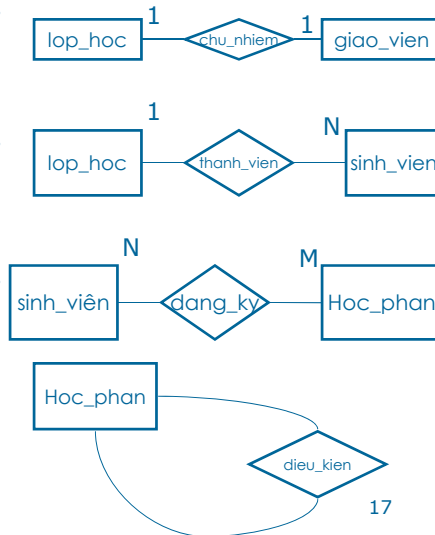 1 1
lop_hoc chu_nhiem giao_vien
1 N
lop_hoc thanh_vien sinh_vien
N M
sinh_viên dang_ky Hoc_phan
Hoc_phan
dieu_kien
17